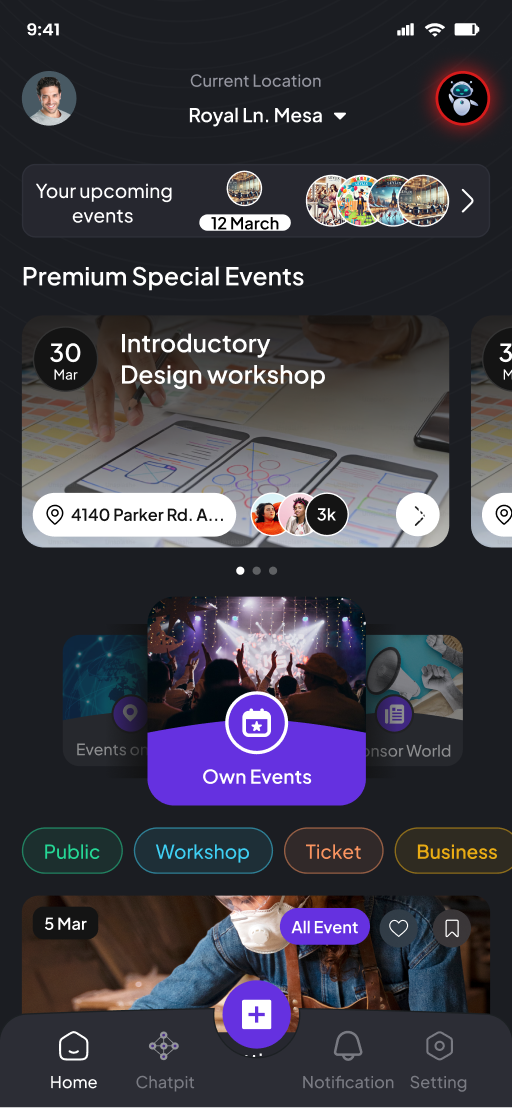 9:41
Current Location
Royal Ln. Mesa
Your upcoming
events
12 March
Premium Special Events
30
Mar
Introductory
Design workshop
3
M
4140 Parker Rd. A...
3k
Events on
Own Events
onsor World
Public
Workshop
Ticket
Business
5 Mar
All Event
Home
Chatpit
Notification
Setting